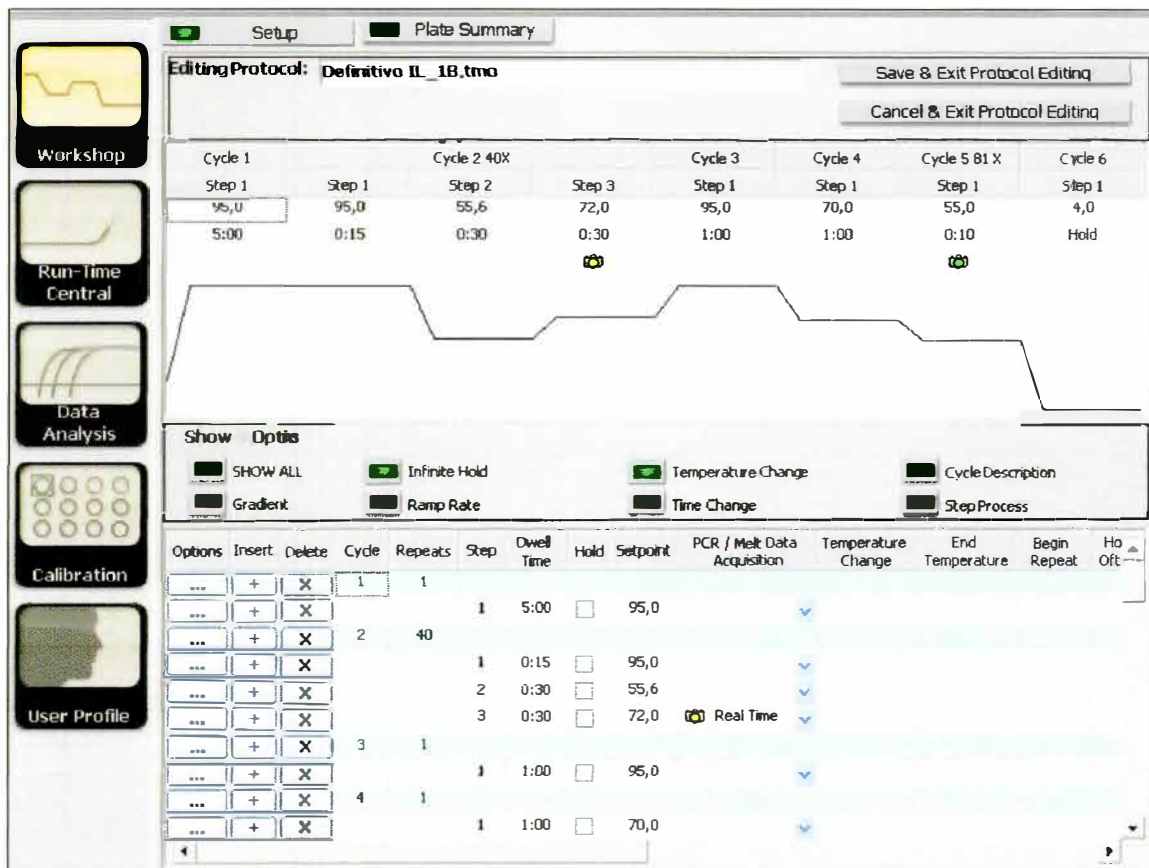 Setup Plate Summary
Editing Protocol: Definitivo IL_1B.tmo
Save & Exit Protocol Editing
Cancel & Exit Protocol Editing
Workshop
Run-Time
Central
Data
Analysis
Calibration
User Profile
Cycle 1 Cycle 2 40X Cycle 3 Cycle 4 Cycle 5 81 X Cycle 6
Step 1 Step 1 Step 2 Step 3 Step 1 Step 1 Step 1 Step 1
95,0 95,0 55,6 72,0 95,0 70,0 55,0 4,0
5:00 0:15 0:30 0:30 1:00 1:00 0:10 Hold
Show Optio
SHOW ALL Infinite Hold Temperature Change Cycle Description
Gradient Ramp Rate Time Change Step Process
Options Insert Delete Cycle Repeats Step Dwell Time Hold Setpoint PCR / Melt Data Acquisition Temperature Change End Temperature Begin Repeat Ho Oft
... + X 1 1
... + X 1 5:00 95,0
... + X 2 40
... + X 1 0:15 95,0
... + X 2 0:30 55,6
... + X 3 0:30 72,0 Real Time
... + X 3 1
... + X 1 1:00 95,0
... + X 4 1
... + X 1 1:00 70,0